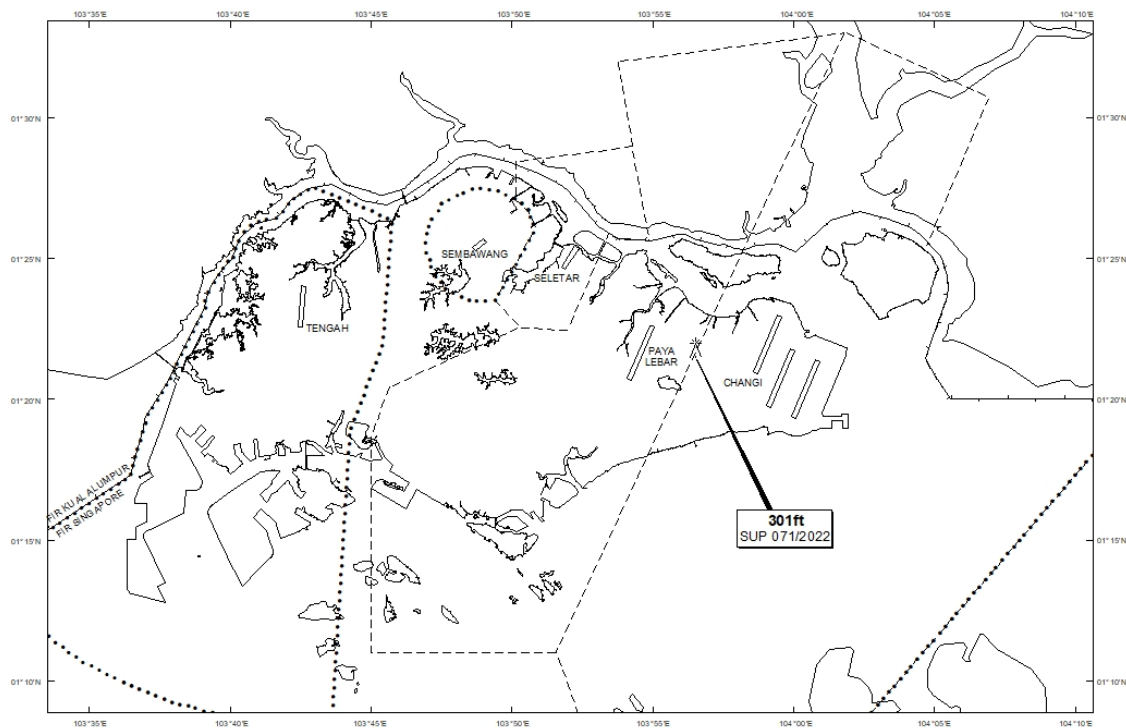 103°35'E 103°40'E 103°45'E 103°50'E 103°55'E 104°00'E 104°05'E 104°10'E
01°30'N 01°30'N
SEMBAWANG
01°25'N 01°25'N
SELETAR
TENGAH
PAYA
LEBAR
CHANGI
01°20'N 01°20'N
FIR KUALA LUMPUR
FIR SINGAPORE
301ft
SUP 071/2022
01°15'N 01°15'N
01°10'N 01°10'N
103°35'E 103°40'E 103°45'E 103°50'E 103°55'E 104°00'E 104°05'E 104°10'E